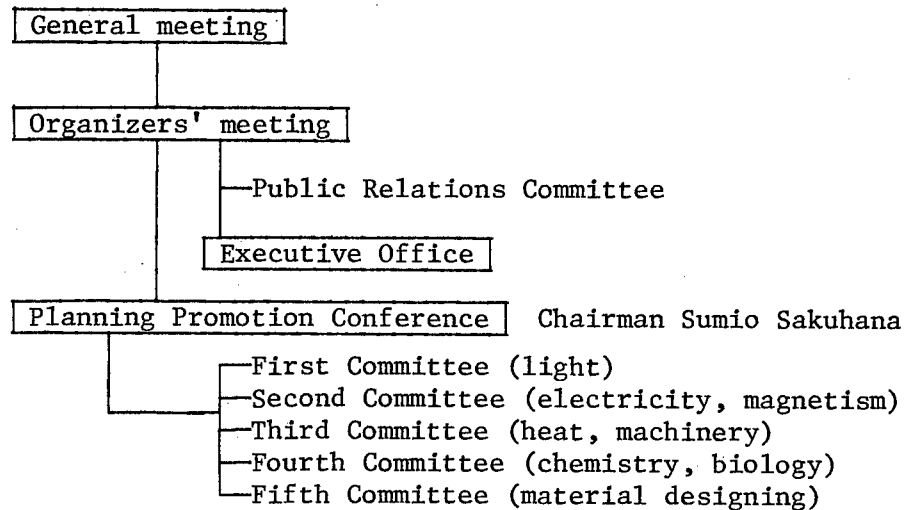 General meeting
Organizers' meeting
Public Relations Committee
Executive Office
Planning Promotion Conference Chairman Sumio Sakuhana
First Committee (light)
Second Committee (electricity, magnetism)
Third Committee (heat, machinery)
Fourth Committee (chemistry, biology)
Fifth Committee (material designing)